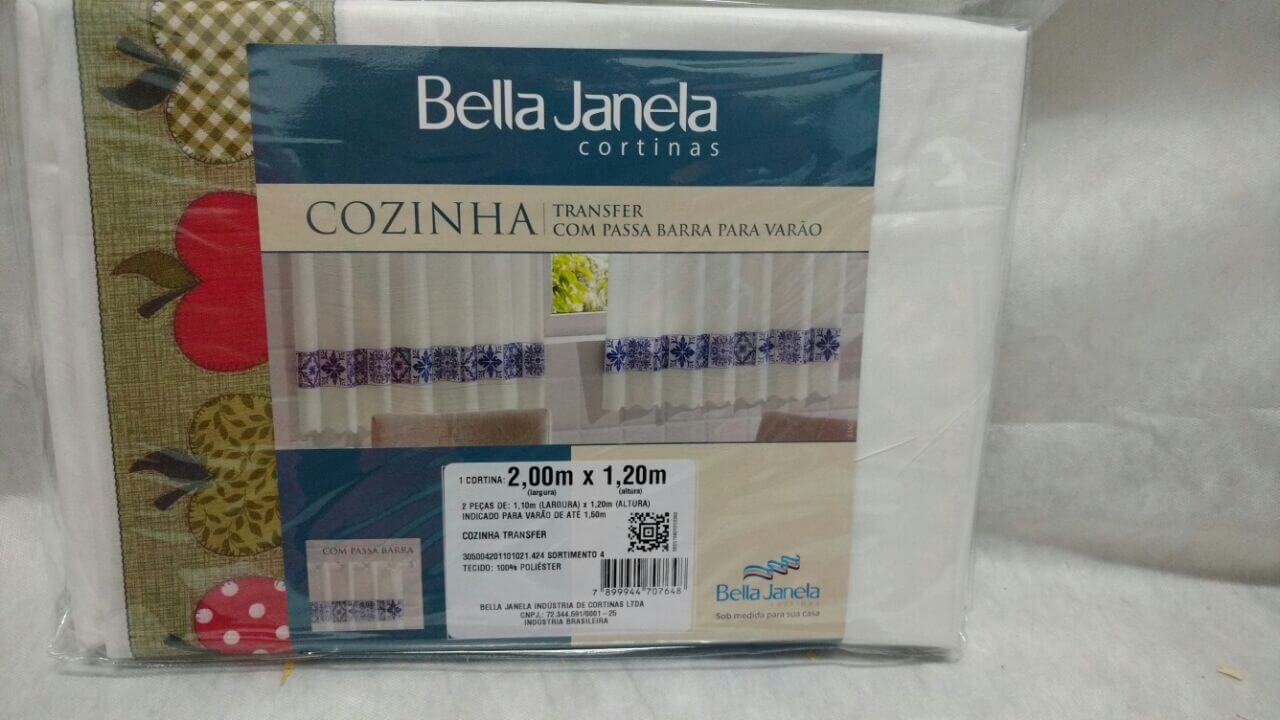 Bella Janela
cortinas
COZINHA
TRANSFER
COM PASSA BARRA PARA VARÃO
1 CORTINA: 2,00m x 1,20m
(largura) (altura)
2 PEÇAS DE: 1,10m (LARGURA) x 1,20m (ALTURA)
INDICADO PARA VARÃO DE ATÉ 1,50m
COZINHA TRANSFER
305004201101021.424 SORTIMENTO 4
TECIDO: 100% POLIÉSTER
7 899944 707648
BELLA JANELA INDÚSTRIA DE CORTINAS LTDA
CNPJ.: 72.344.591/0001-25
INDÚSTRIA BRASILEIRA
COM PASSA BARRA
Bella Janela
cortinas
Sob medida para sua casa